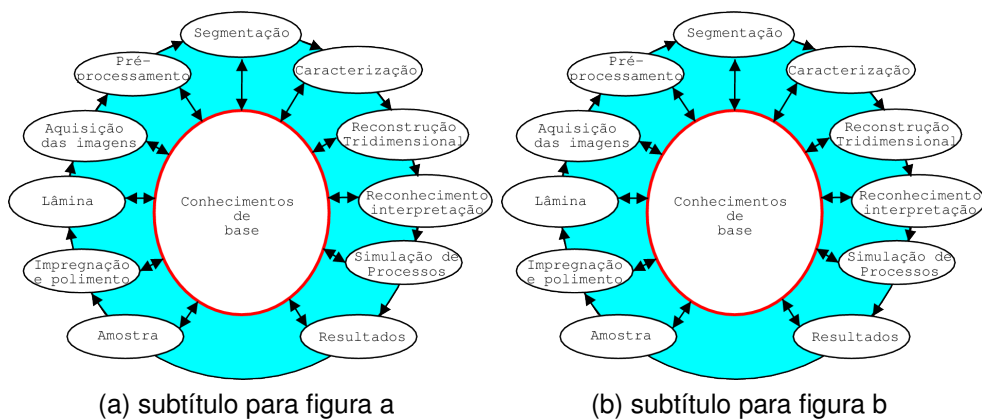 Segmentação
Pré-
processamento
Caracterização
Aquisição
das imagens
Reconstrução
Tridimensional
Lâmina
Conhecimentos
de
base
Reconhecimento
interpretação
Impregnação
e polimento
Simulação de
Processos
Amostra
Resultados
(a) subtítulo para figura a
Segmentação
Pré-
processamento
Caracterização
Aquisição
das imagens
Reconstrução
Tridimensional
Lâmina
Conhecimentos
de
base
Reconhecimento
interpretação
Impregnação
e polimento
Simulação de
Processos
Amostra
Resultados
(b) subtítulo para figura b